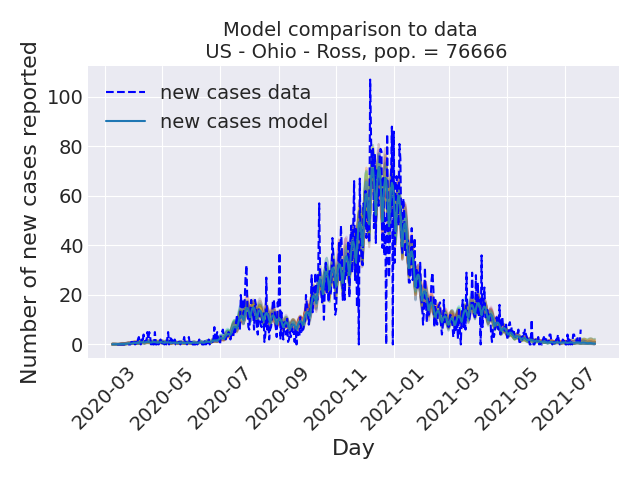 Model comparison to data
US - Ohio - Ross, pop. = 76666
Number of new cases reported
100
80
60
40
20
0
new cases data
new cases model
2020-03
2020-05
2020-07
2020-09
2020-11
2021-01
2021-03
2021-05
2021-07
Day